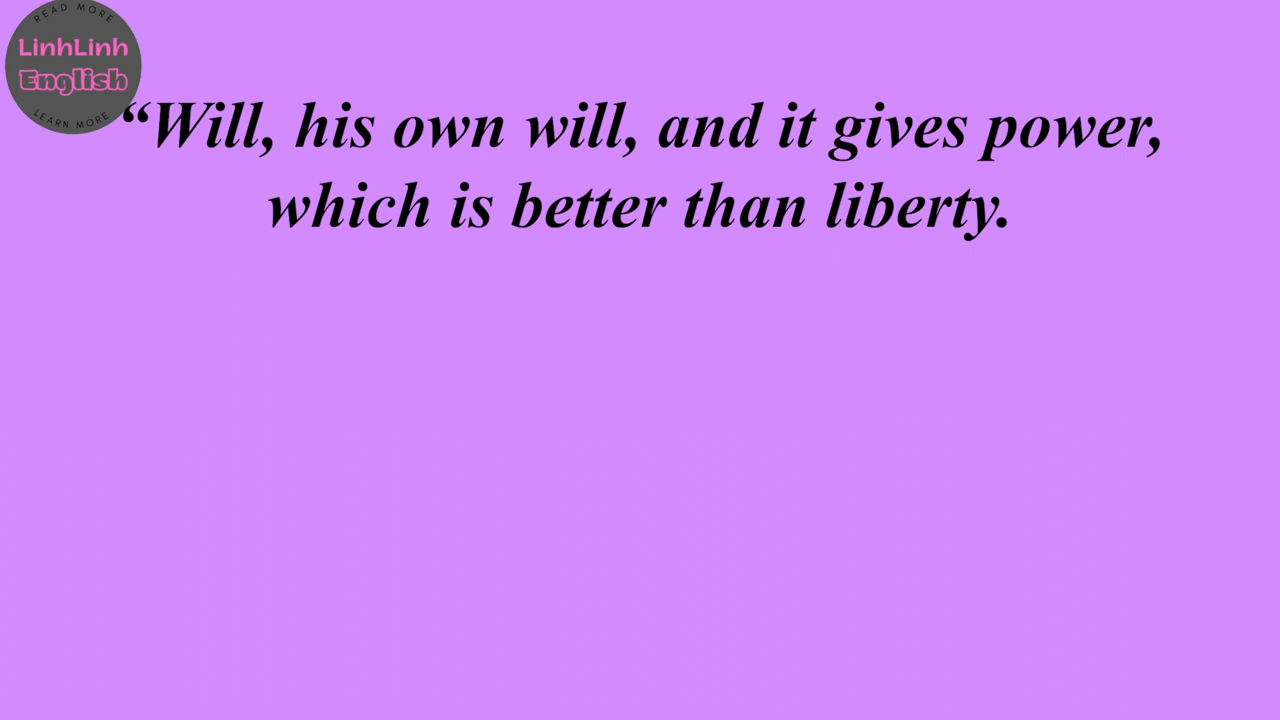 READ MORE
LinhLinh
English
LEARN MORE
“Will, his own will, and it gives power,
which is better than liberty.